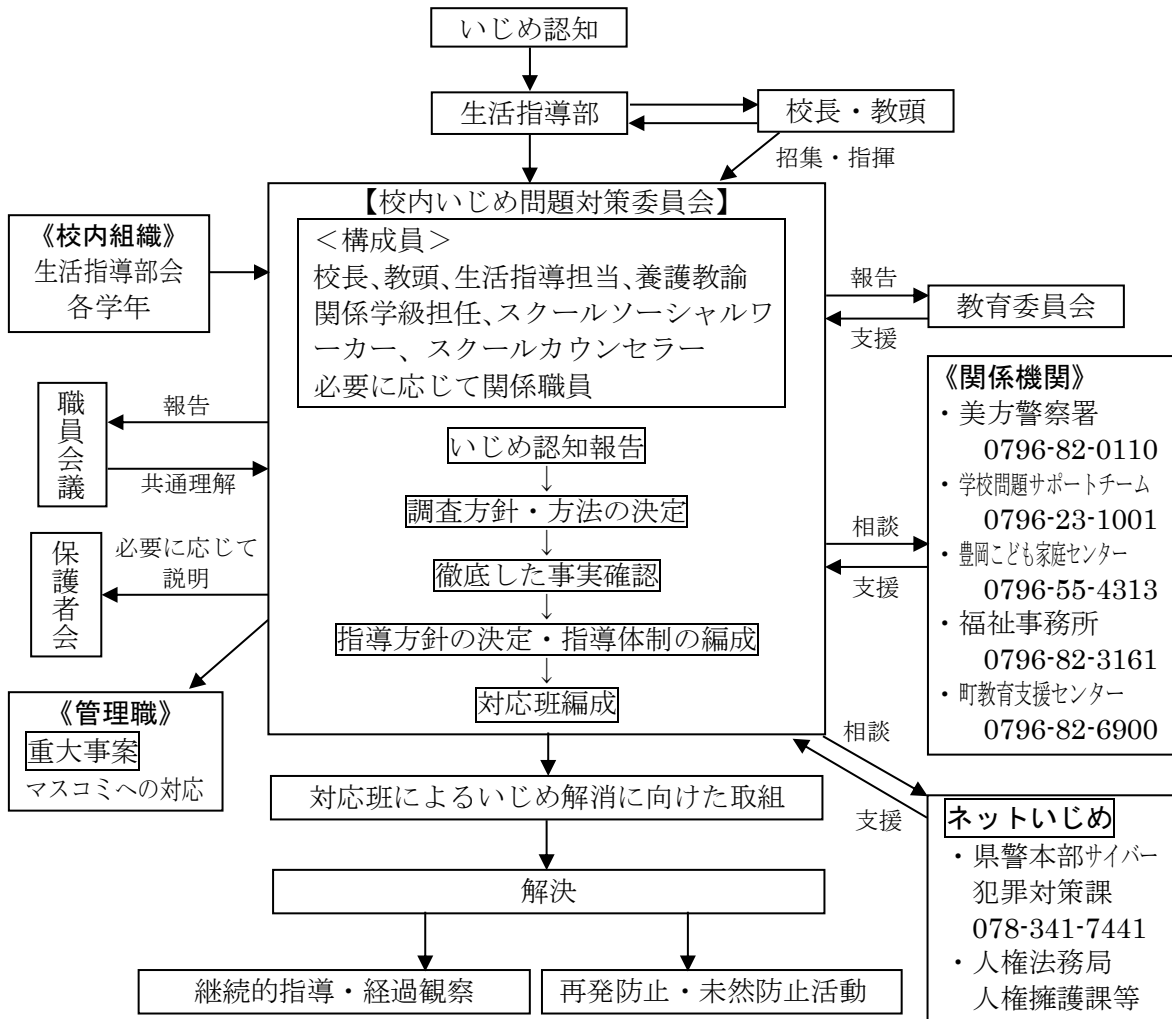 いじめ認知
生活指導部
校長・教頭
招集・指揮
【校内いじめ問題対策委員会】
＜構成員＞
校長、教頭、生活指導担当、養護教諭
関係学級担任、スクールソーシャルワ
ーカー、スクールカウンセラー
必要に応じて関係職員
《校内組織》
生活指導部会
各学年
報告
支援
教育委員会
職員会議
報告
共通理解
保護者会
必要に応じて
説明
《管理職》
重大事案
マスコミへの対応
いじめ認知報告
↓
調査方針・方法の決定
↓
徹底した事実確認
↓
指導方針の決定・指導体制の編成
↓
対応班編成
相談
支援
《関係機関》
・美方警察署
0796-82-0110
・学校問題サポートチーム
0796-23-1001
・豊岡こども家庭センター
0796-55-4313
・福祉事務所
0796-82-3161
・町教育支援センター
0796-82-6900
相談
支援
ネットいじめ
・県警本部サイバー
犯罪対策課
078-341-7441
・人権法務局
人権擁護課等
対応班によるいじめ解消に向けた取組
解決
継続的指導・経過観察
再発防止・未然防止活動